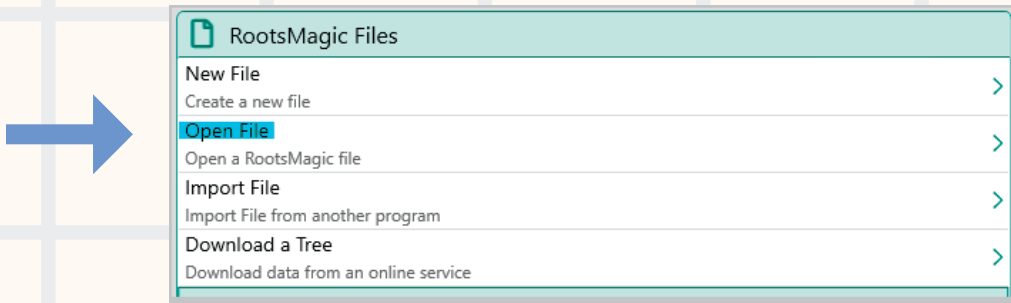 RootsMagic Files
New File
Create a new file
Open File
Open a RootsMagic file
Import File
Import File from another program
Download a Tree
Download data from an online service